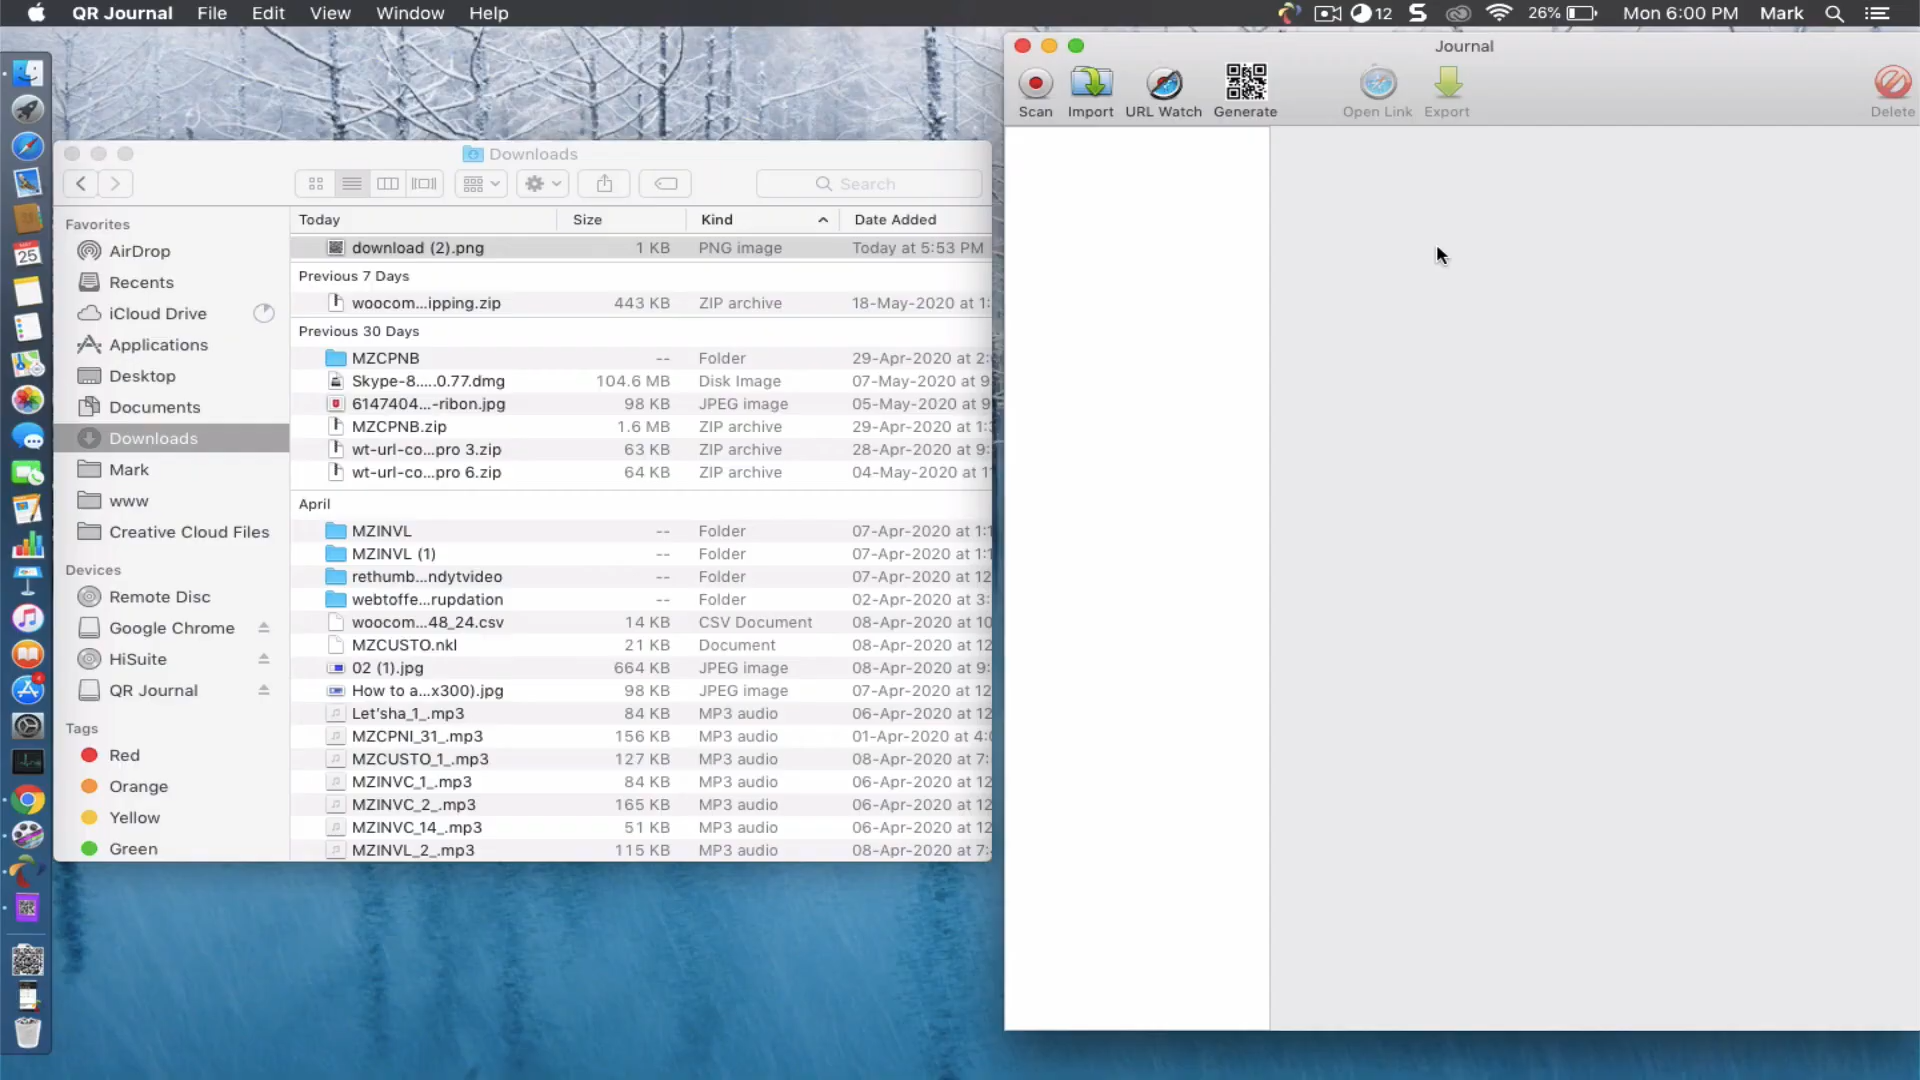 QR Journal File Edit View Window Help 12 26% Mon 6:00 PM Mark
Journal
Scan Import URL Watch Generate Open Link Export Delete
Downloads
Search
Today Size Kind Date Added
download (2).png 1 KB PNG image Today at 5:53 PM
Previous 7 Days
woocom...ipping.zip 443 KB ZIP archive 18-May-2020 at 1:
Previous 30 Days
MZCPNB -- Folder 29-Apr-2020 at 2:
Skype-8.....0.77.dmg 104.6 MB Disk Image 07-May-2020 at 9
6147404...-ribon.jpg 98 KB JPEG image 05-May-2020 at 9
MZCPNB.zip 1.6 MB ZIP archive 29-Apr-2020 at 1:
wt-url-co...pro 3.zip 63 KB ZIP archive 28-Apr-2020 at 9:
wt-url-co...pro 6.zip 64 KB ZIP archive 04-May-2020 at 1
April
MZINVL -- Folder 07-Apr-2020 at 1:1
MZINVL (1) -- Folder 07-Apr-2020 at 1:1
rethumb...ndytvideo -- Folder 07-Apr-2020 at 12
webtoffe...rupdation -- Folder 02-Apr-2020 at 3:
woocom...48_24.csv 14 KB CSV Document 08-Apr-2020 at 10
MZCUSTO.nkl 21 KB Document 08-Apr-2020 at 12
02 (1).jpg 664 KB JPEG image 08-Apr-2020 at 9:
How to a...x300).jpg 98 KB JPEG image 07-Apr-2020 at 12
Let'sha_1_.mp3 84 KB MP3 audio 06-Apr-2020 at 12
MZCPNI_31_.mp3 156 KB MP3 audio 01-Apr-2020 at 4:
MZCUSTO_1_.mp3 127 KB MP3 audio 08-Apr-2020 at 7:
MZINVC_1_.mp3 84 KB MP3 audio 06-Apr-2020 at 12
MZINVC_2_.mp3 165 KB MP3 audio 06-Apr-2020 at 12
MZINVC_14_.mp3 51 KB MP3 audio 06-Apr-2020 at 12
MZINVL_2_.mp3 115 KB MP3 audio 08-Apr-2020 at 7:
Favorites
AirDrop
Recents
iCloud Drive
Applications
Desktop
Documents
Downloads
Mark
www
Creative Cloud Files
Devices
Remote Disc
Google Chrome
HiSuite
QR Journal
Tags
Red
Orange
Yellow
Green
25